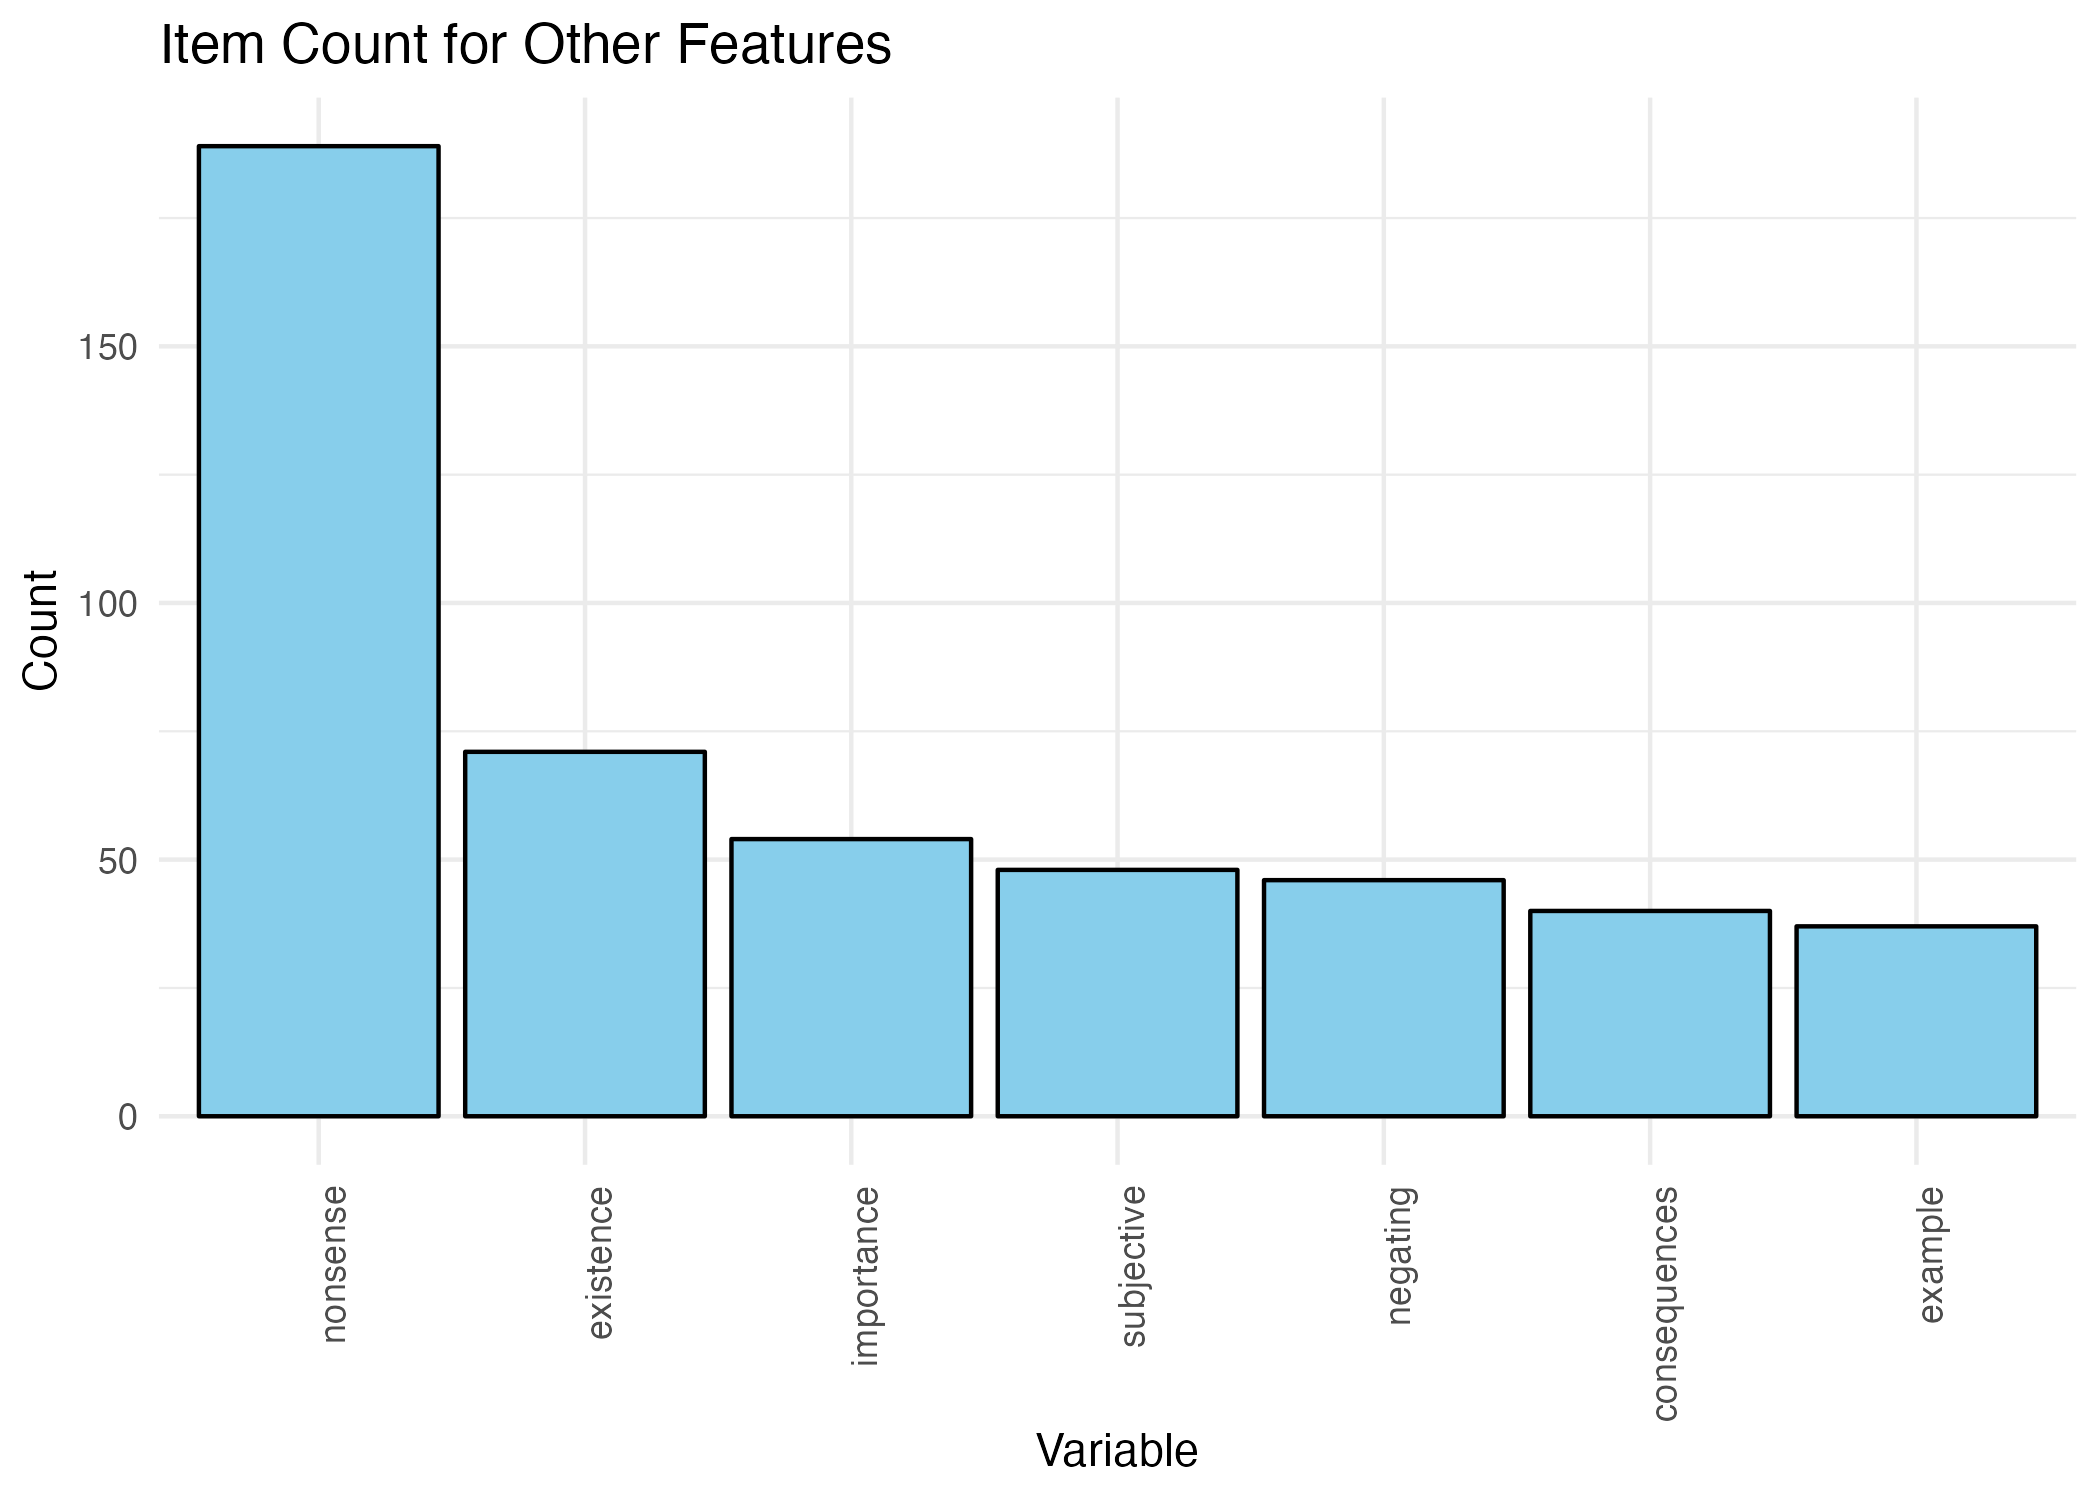 Item Count for Other Features
Count
150
100
50
0
nonsense
existence
importance
subjective
negating
consequences
example
Variable